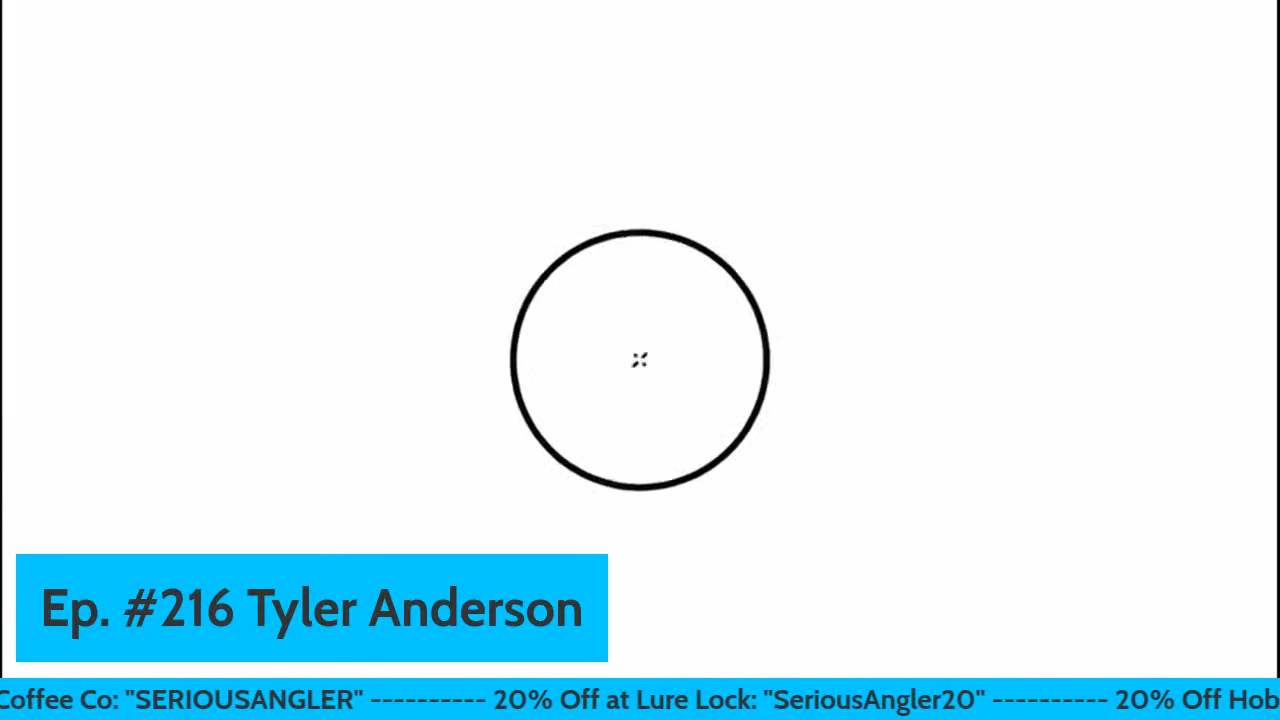 Ep. #216 Tyler Anderson
Coffee Co: "SERIOUSANGLER" ---------- 20% Off at Lure Lock: "SeriousAngler20" ---------- 20% Off Hob